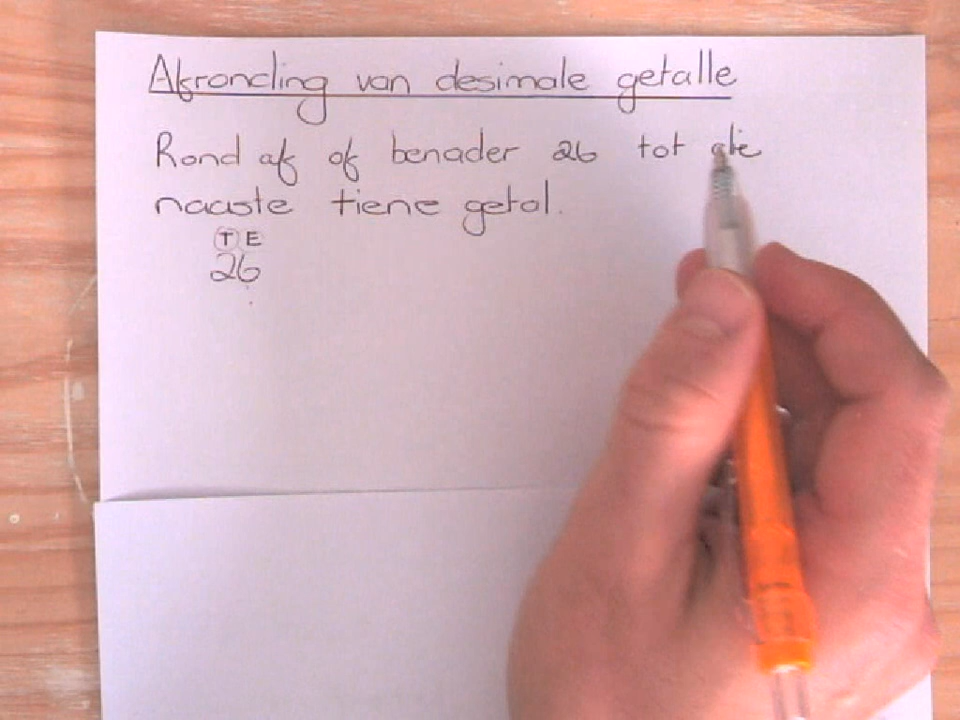 Afronding van desimale getalle
Rond af of benader 26 tot die
naaste tiene getal.
T E
26